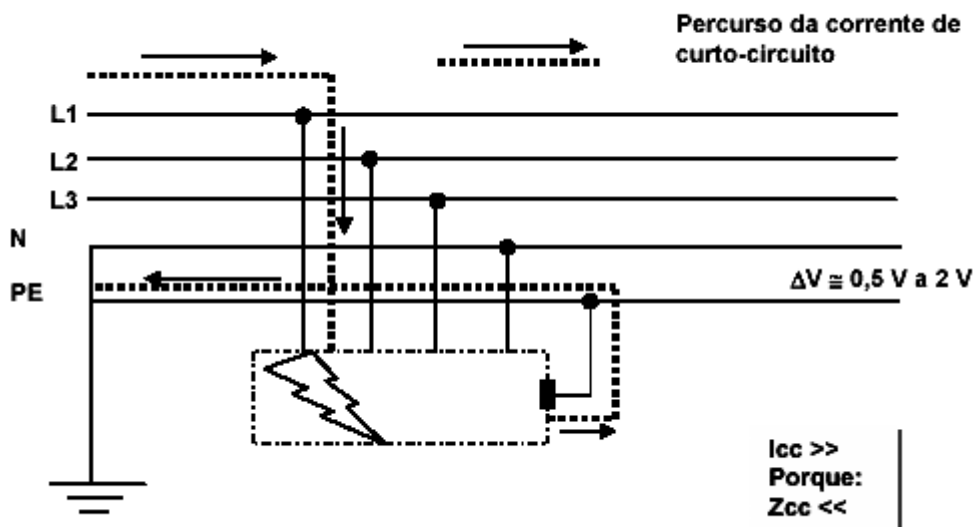 Percurso da corrente de
curto-circuito
L1
L2
L3
N
PE
ΔV ≅ 0,5 V a 2 V
Icc >>
Porque:
Zcc <<